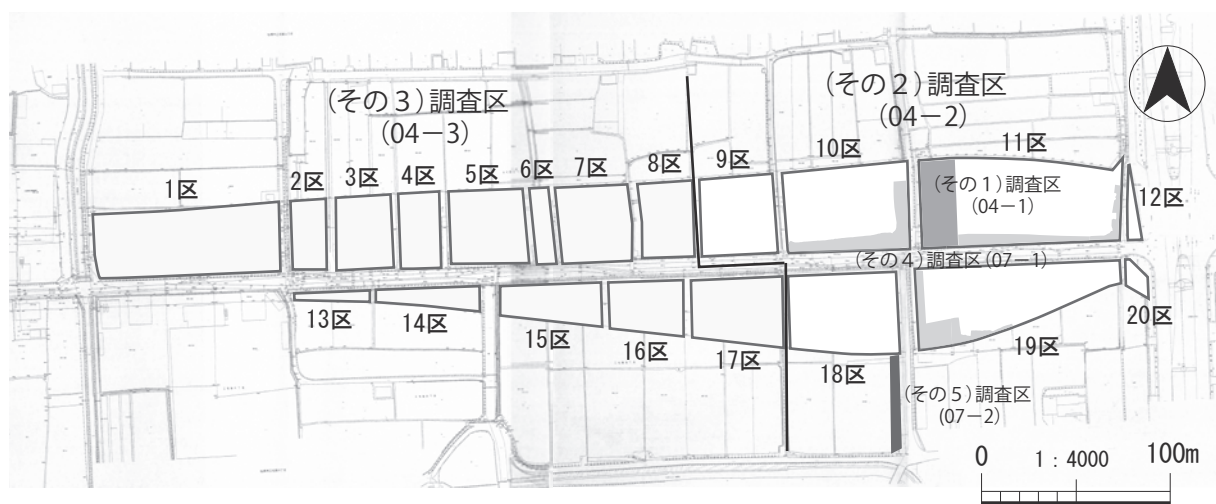 (その3)調査区
(04-3)
(その2)調査区
(04-2)
1区
2区
3区
4区
5区
6区
7区
8区
9区
10区
11区
(その1)調査区
(04-1)
12区
(その4)調査区(07-1)
13区
14区
15区
16区
17区
18区
19区
20区
(その5)調査区
(07-2)
0
1:4000
100m